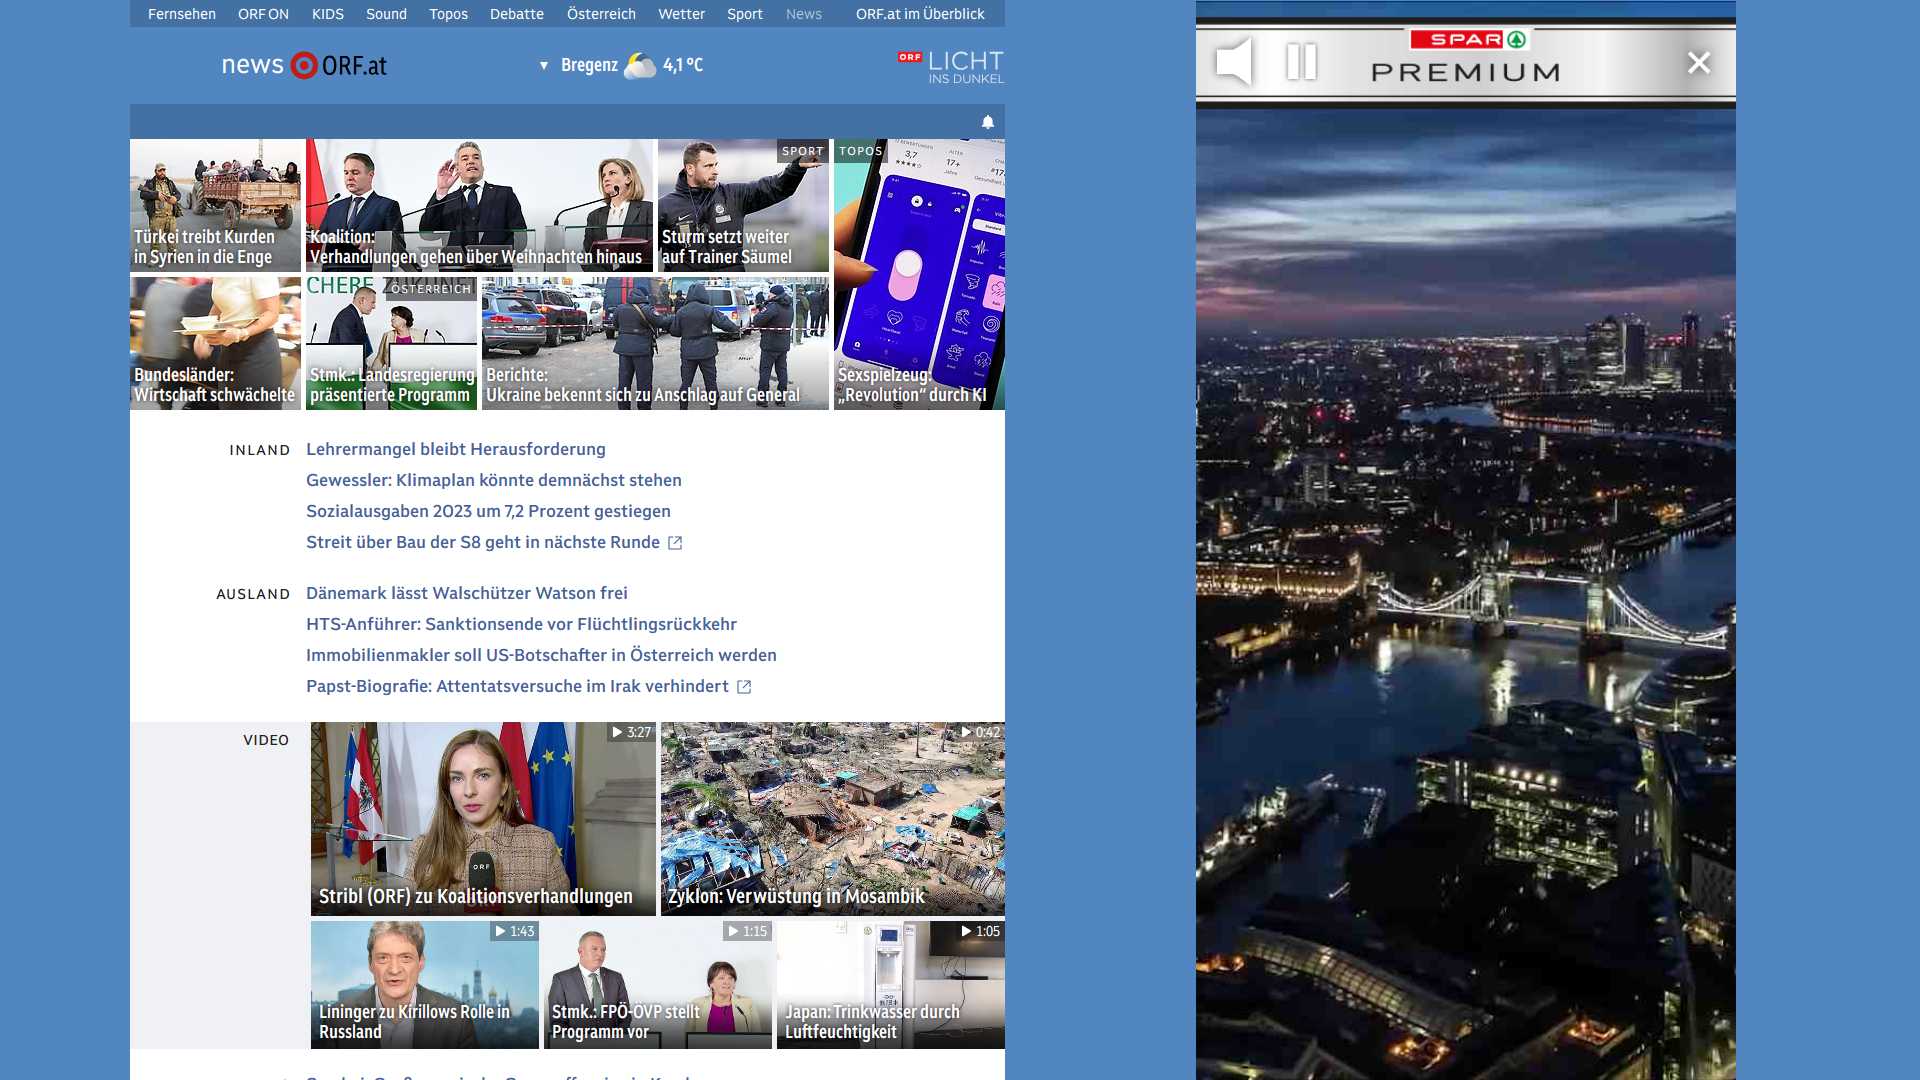 Fernsehen ORF ON KIDS Sound Topos Debatte Österreich Wetter Sport News ORF.at im Überblick
news ORF.at
Bregenz 4,1 °C
ORF LICHT
INS DUNKEL
SPAR
PREMIUM
Türkei treibt Kurden
in Syrien in die Enge
Koalition:
Verhandlungen gehen über Weihnachten hinaus
SPORT
Sturm setzt weiter
auf Trainer Säumel
TOPOS
3,7
17+
Sexspielzeug:
„Revolution“ durch KI
Bundesländer:
Wirtschaft schwächelte
ÖSTERREICH
Stmk.: Landesregierung
präsentierte Programm
Berichte:
Ukraine bekennt sich zu Anschlag auf General
INLAND
Lehrermangel bleibt Herausforderung
Gewessler: Klimaplan könnte demnächst stehen
Sozialausgaben 2023 um 7,2 Prozent gestiegen
Streit über Bau der S8 geht in nächste Runde
AUSLAND
Dänemark lässt Walschützer Watson frei
HTS-Anführer: Sanktionsende vor Flüchtlingsrückkehr
Immobilienmakler soll US-Botschafter in Österreich werden
Papst-Biografie: Attentatsversuche im Irak verhindert
VIDEO
3:27
ORF
Stribl (ORF) zu Koalitionsverhandlungen
0:42
Zyklon: Verwüstung in Mosambik
1:43
Lininger zu Kirillows Rolle in
Russland
1:15
Stmk.: FPÖ-ÖVP stellt
Programm vor
1:05
Japan: Trinkwasser durch
Luftfeuchtigkeit